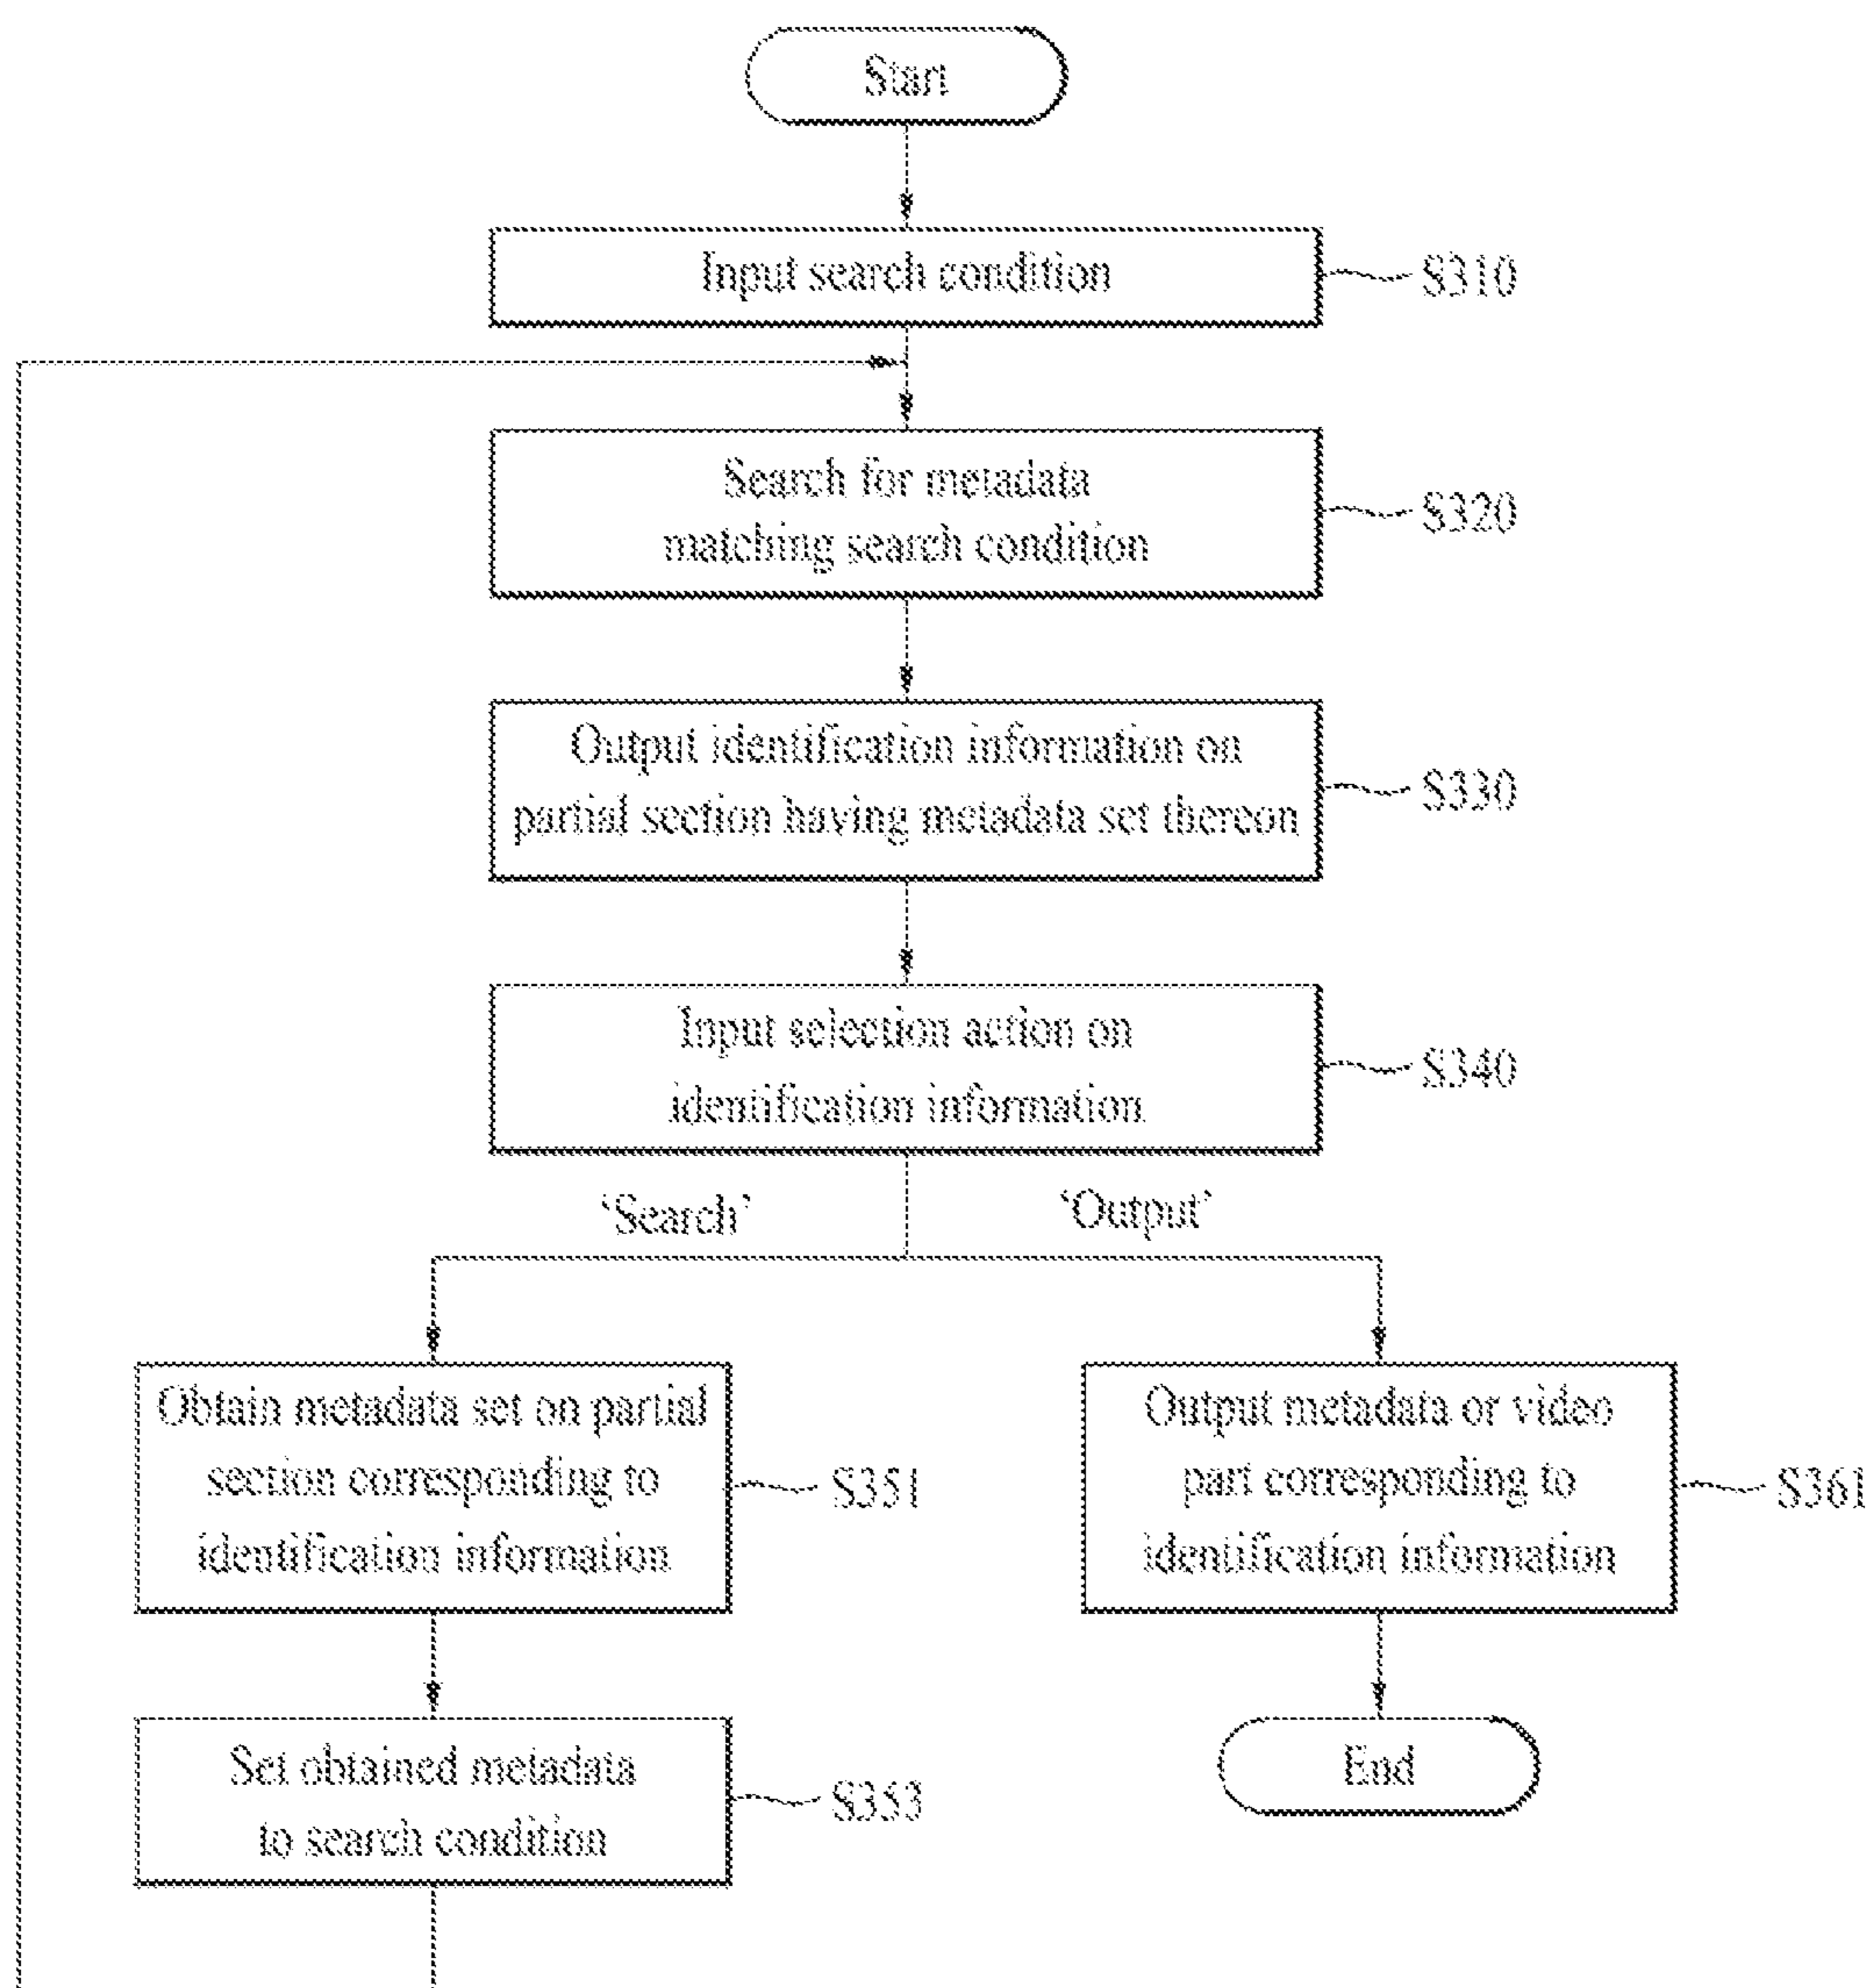 Start
Input search condition
S310
Search for metadata
matching search condition
S320
Output identification information on
partial section having metadata set thereon
S330
Input selection action on
identification information
S340
‘Search’
‘Output’
Obtain metadata set on partial
section corresponding to
identification information
S351
Output metadata or video
part corresponding to
identification information
S361
Set obtained metadata
to search condition
S353
End